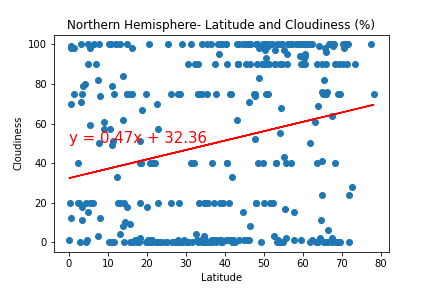 Northern Hemisphere- Latitude and Cloudiness (%)
100
80
60
40
20
0
Cloudiness
y = 0.47x + 32.36
0 10 20 30 40 50 60 70 80
Latitude